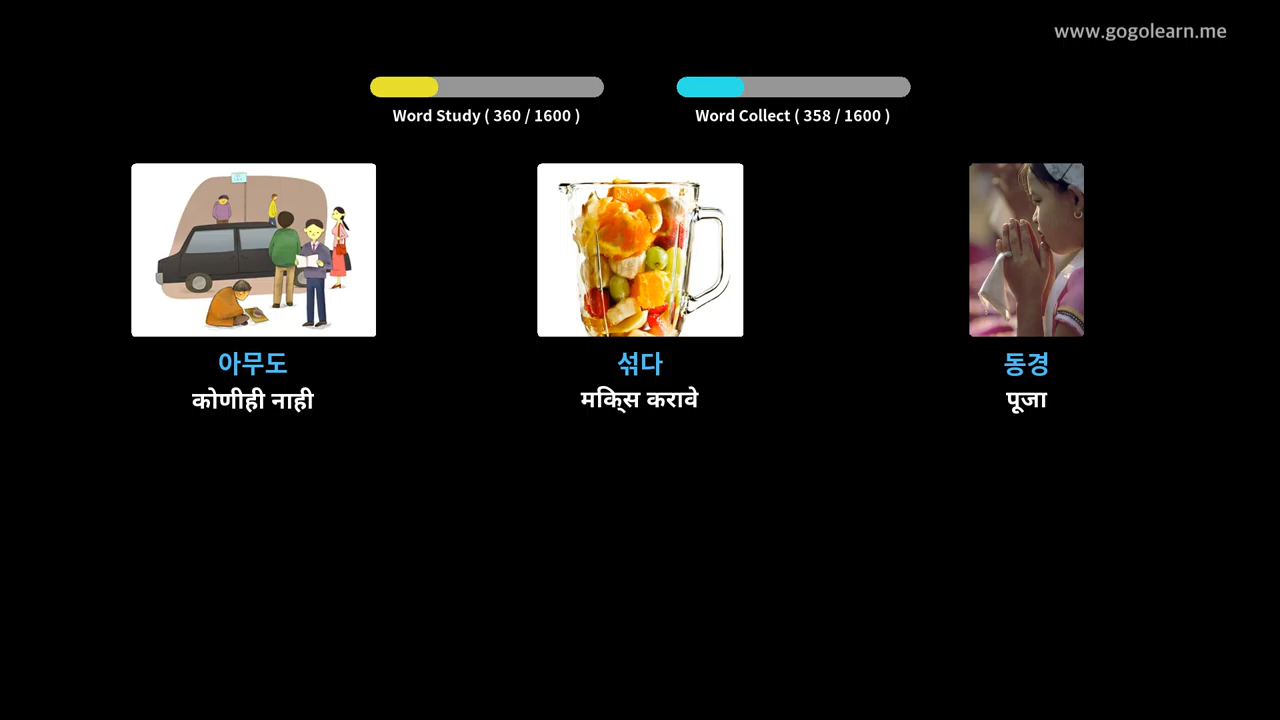 www.gogolearn.me
Word Study ( 360 / 1600 )
Word Collect ( 358 / 1600 )
아무도
섞다
동경
कोणीही नाही
मकि्स करावे
पूजा